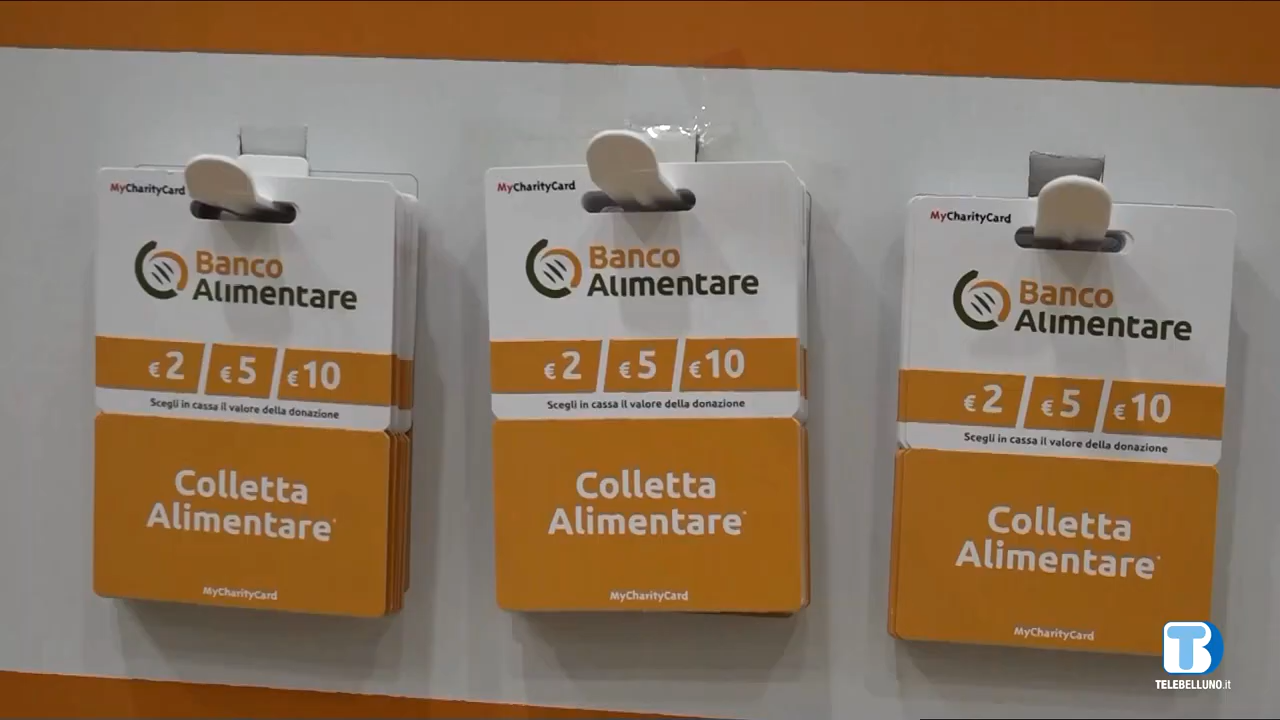 MyCharityCard
Banco
Alimentare
€2 €5 €10
Scegli in cassa il valore della donazione
Colletta
Alimentare*
MyCharityCard
MyCharityCard
Banco
Alimentare
€2 €5 €10
Scegli in cassa il valore della donazione
Colletta
Alimentare*
MyCharityCard
MyCharityCard
Banco
Alimentare
€2 €5 €10
Scegli in cassa il valore della donazione
Colletta
Alimentare*
MyCharityCard
TB
TELEBELLUNO.it